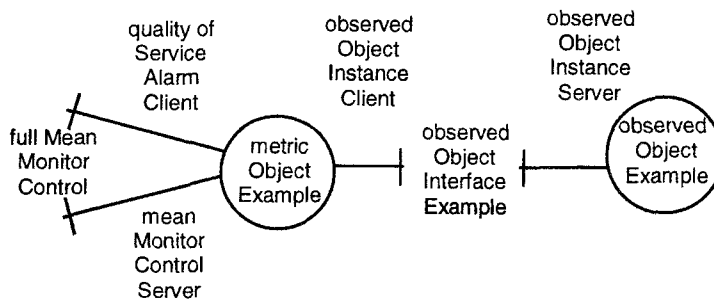 quality of
Service
Alarm
Client
observed
Object
Instance
Client
observed
Object
Instance
Server
full Mean
Monitor
Control
metric
Object
Example
observed
Object
Interface
Example
observed
Object
Example
mean
Monitor
Control
Server